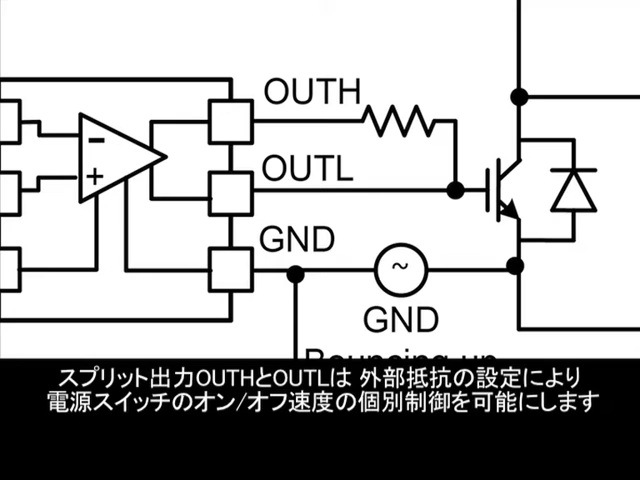 OUTH
OUTL
GND
GND
Bouncing up
スプリット出力OUTHとOUTLは 外部抵抗の設定により
電源スイッチのオン/オフ速度の個別制御を可能にします